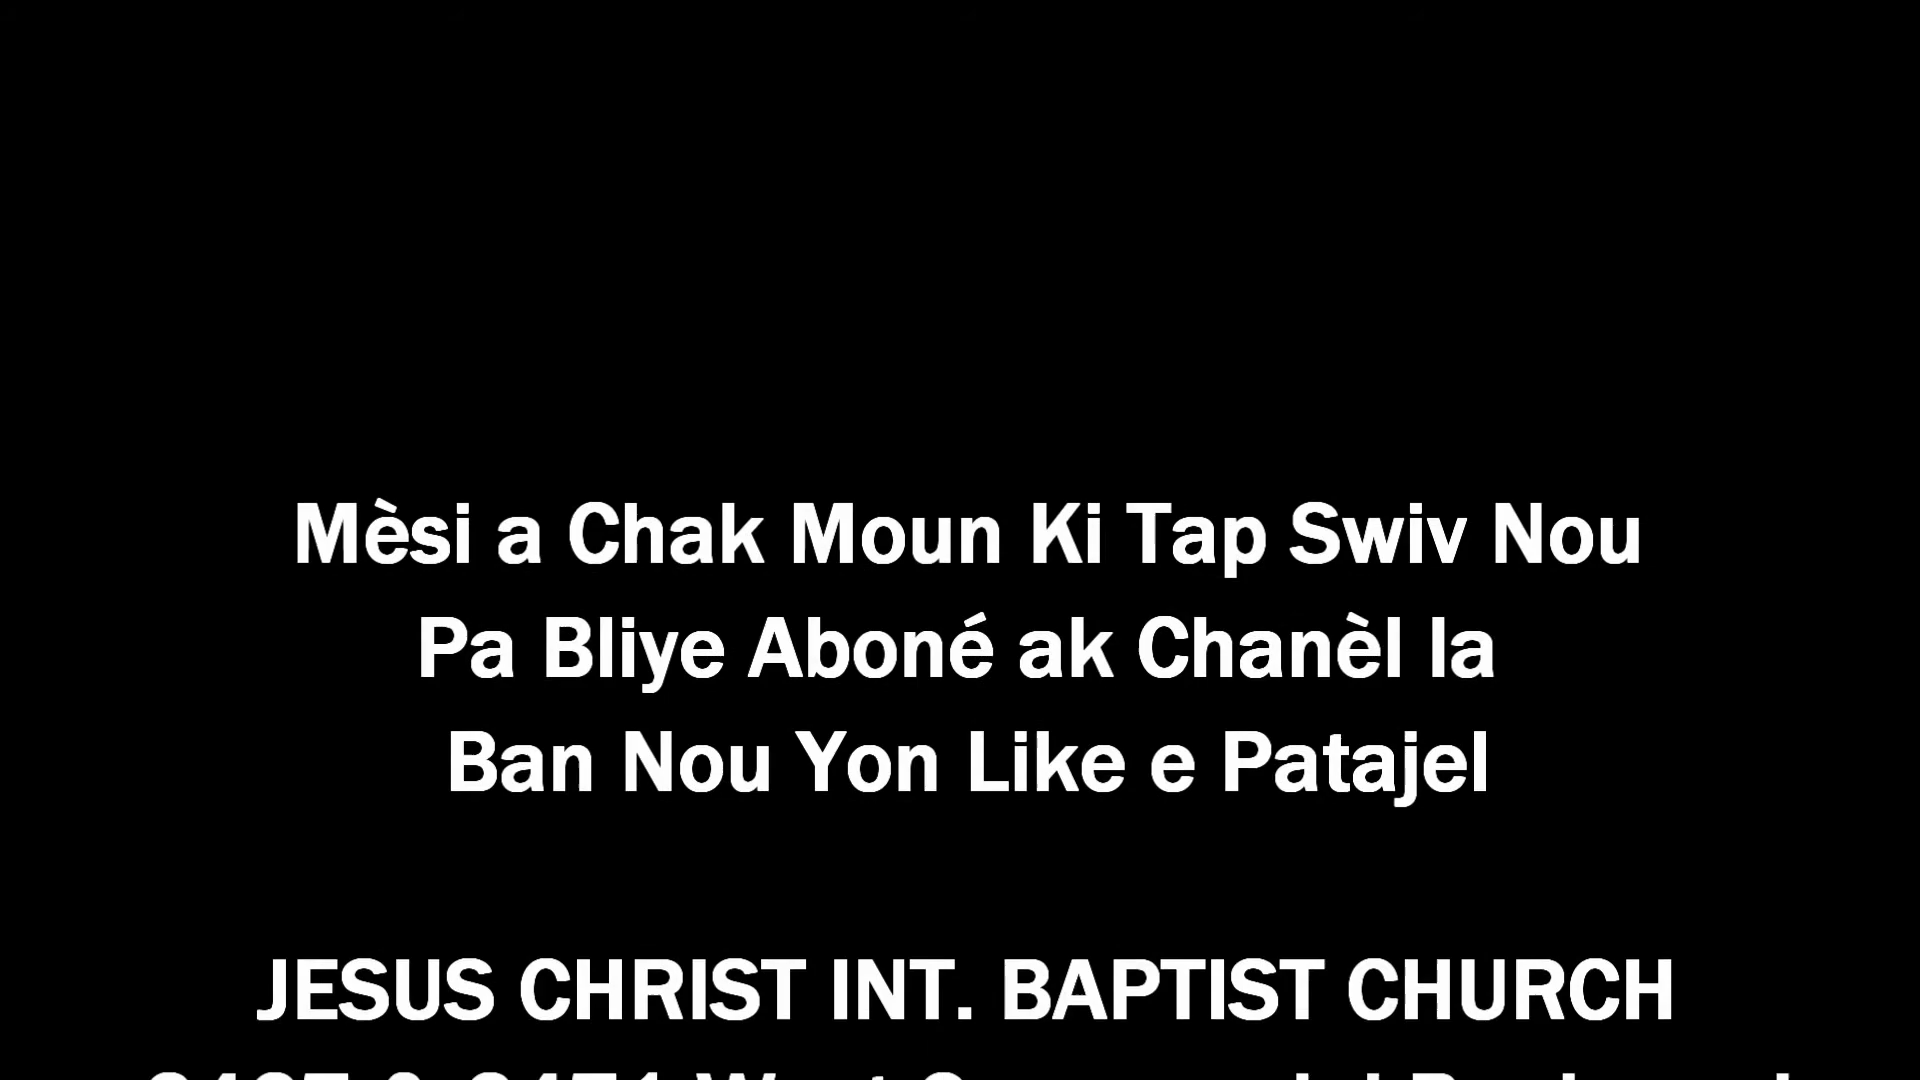 Mèsi a Chak Moun Ki Tap Swiv Nou
Pa Bliye Aboné ak Chanèl la
Ban Nou Yon Like e Patajel
JESUS CHRIST INT. BAPTIST CHURCH